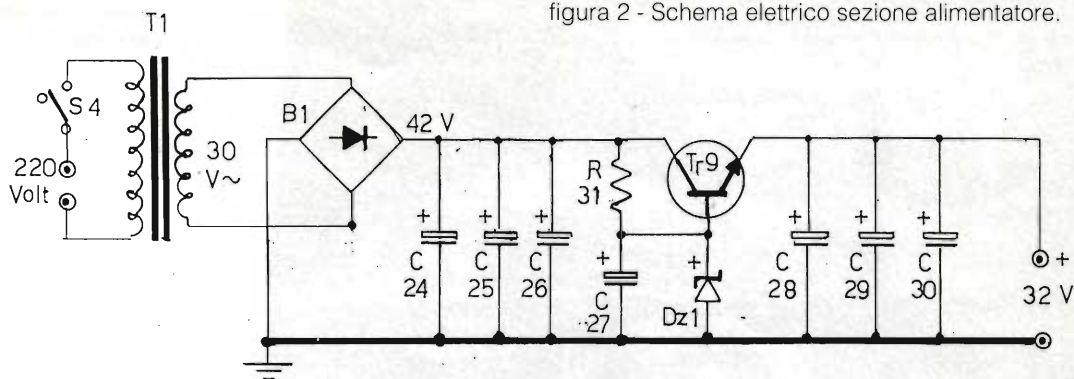 figura 2 - Schema elettrico sezione alimentatore.
T1
S4
220
Volt
30
V~
B1
42 V
+
C
24
+
C
25
+
C
26
R
31
+
C
27
Tr9
+
Dz1
+
C
28
+
C
29
+
C
30
+
32 V